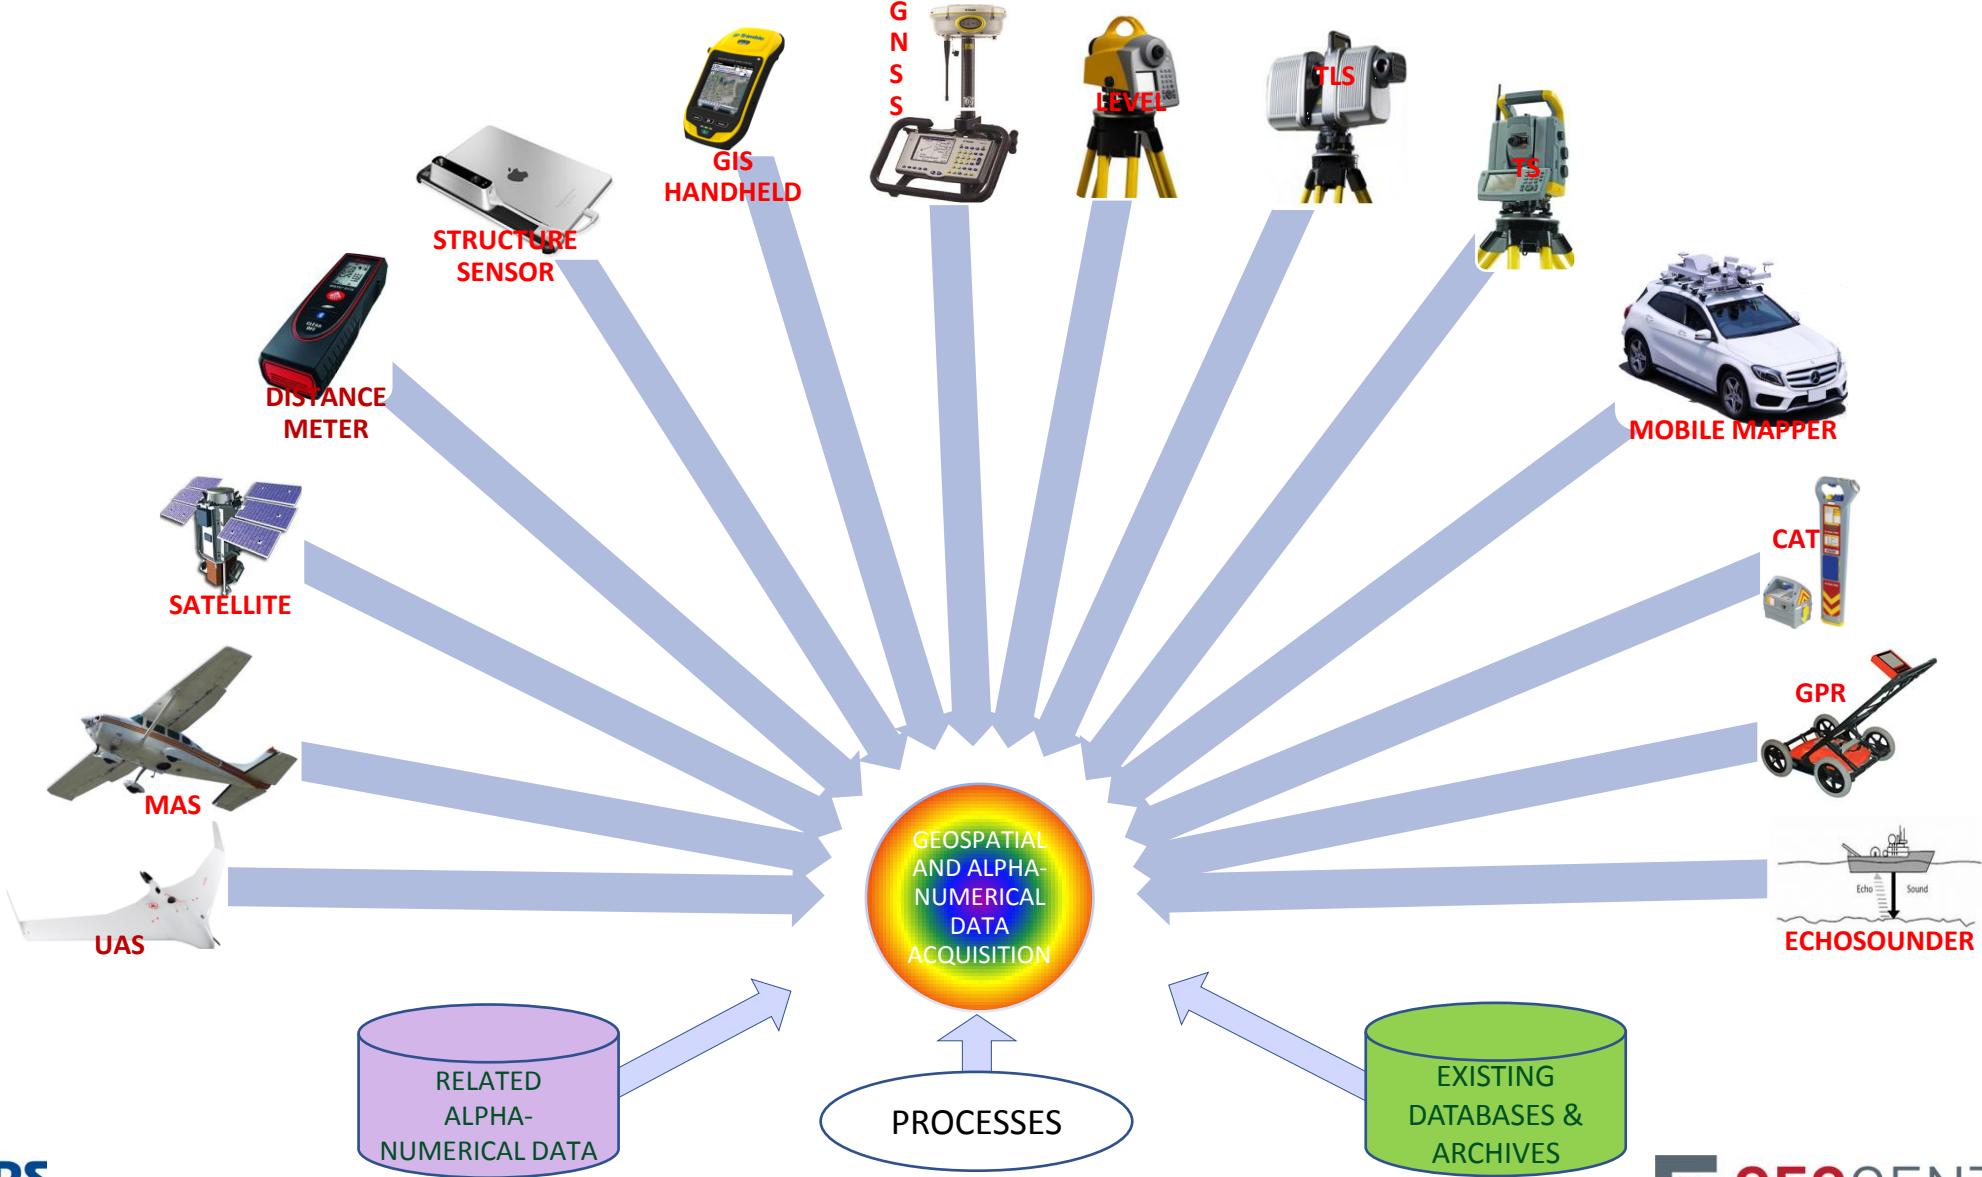 G
N
S
S
LEVEL
TLS
TS
GIS
HANDHELD
STRUCTURE
SENSOR
DISTANCE
METER
MOBILE MAPPER
CAT
SATELLITE
GPR
MAS
UAS
Echo
Sound
ECHOSOUNDER
GEOSPATIAL
AND ALPHA-
NUMERICAL
DATA
ACQUISITION
RELATED
ALPHA-
NUMERICAL DATA
PROCESSES
EXISTING
DATABASES &
ARCHIVES